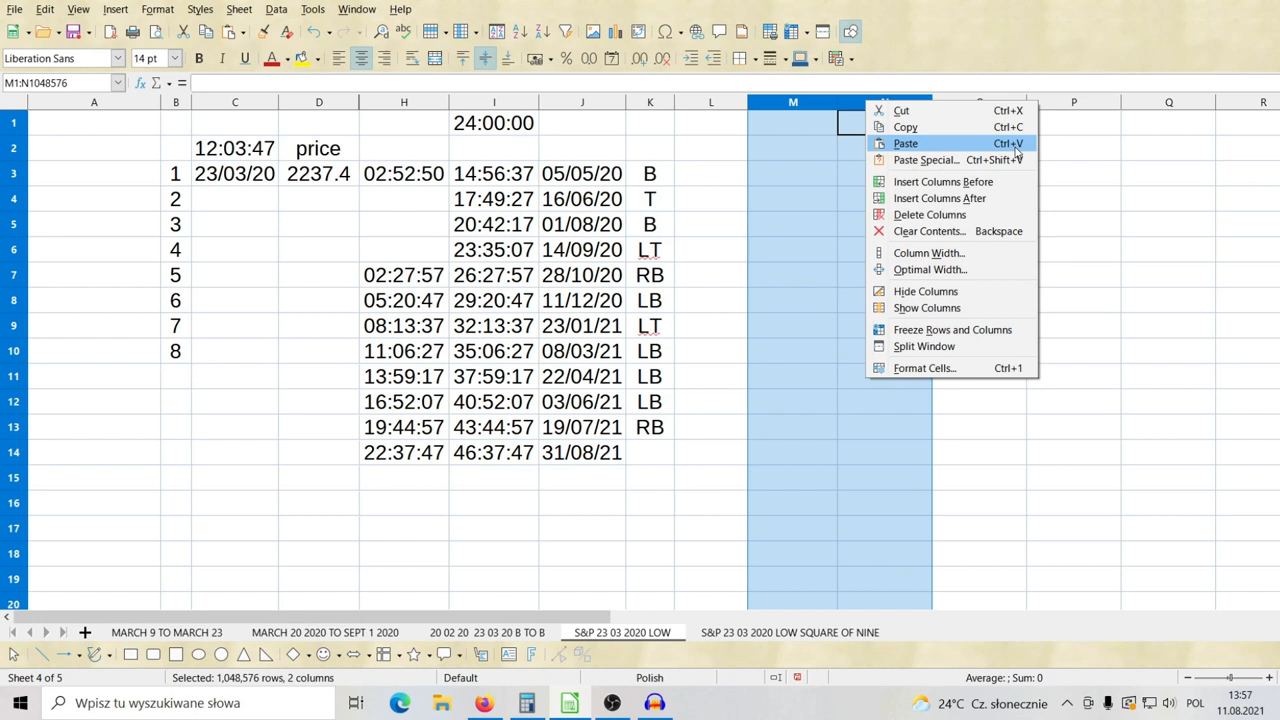 File Edit View Insert Format Styles Sheet Data Tools Window Help
Liberation Sans 14 pt B I U A
M1:N1048576 fx Σ =
A B C D H I J K L M P Q R
1 24:00:00
2 12:03:47 price
3 1 23/03/20 2237.4 02:52:50 14:56:37 05/05/20 B
4 2 17:49:27 16/06/20 T
5 3 20:42:17 01/08/20 B
6 4 23:35:07 14/09/20 LT
7 5 02:27:57 26:27:57 28/10/20 RB
8 6 05:20:47 29:20:47 11/12/20 LB
9 7 08:13:37 32:13:37 23/01/21 LT
10 8 11:06:27 35:06:27 08/03/21 LB
11 13:59:17 37:59:17 22/04/21 LB
12 16:52:07 40:52:07 03/06/21 LB
13 19:44:57 43:44:57 19/07/21 RB
14 22:37:47 46:37:47 31/08/21
15
16
17
18
19
20
Cut Ctrl+X
Copy Ctrl+C
Paste Ctrl+V
Paste Special... Ctrl+Shift+V
Insert Columns Before
Insert Columns After
Delete Columns
Clear Contents... Backspace
Column Width...
Optimal Width...
Hide Columns
Show Columns
Freeze Rows and Columns
Split Window
Format Cells... Ctrl+1
MARCH 9 TO MARCH 23 MARCH 20 2020 TO SEPT 1 2020 20 02 20 23 03 20 B TO B S&P 23 03 2020 LOW S&P 23 03 2020 LOW SQUARE OF NINE
Sheet 4 of 5 Selected: 1,048,576 rows, 2 columns Default Polish Average: ; Sum: 0
Wpisz tu wyszukiwane słowa 24°C Cz. słonecznie POL 13:57
11.08.2021